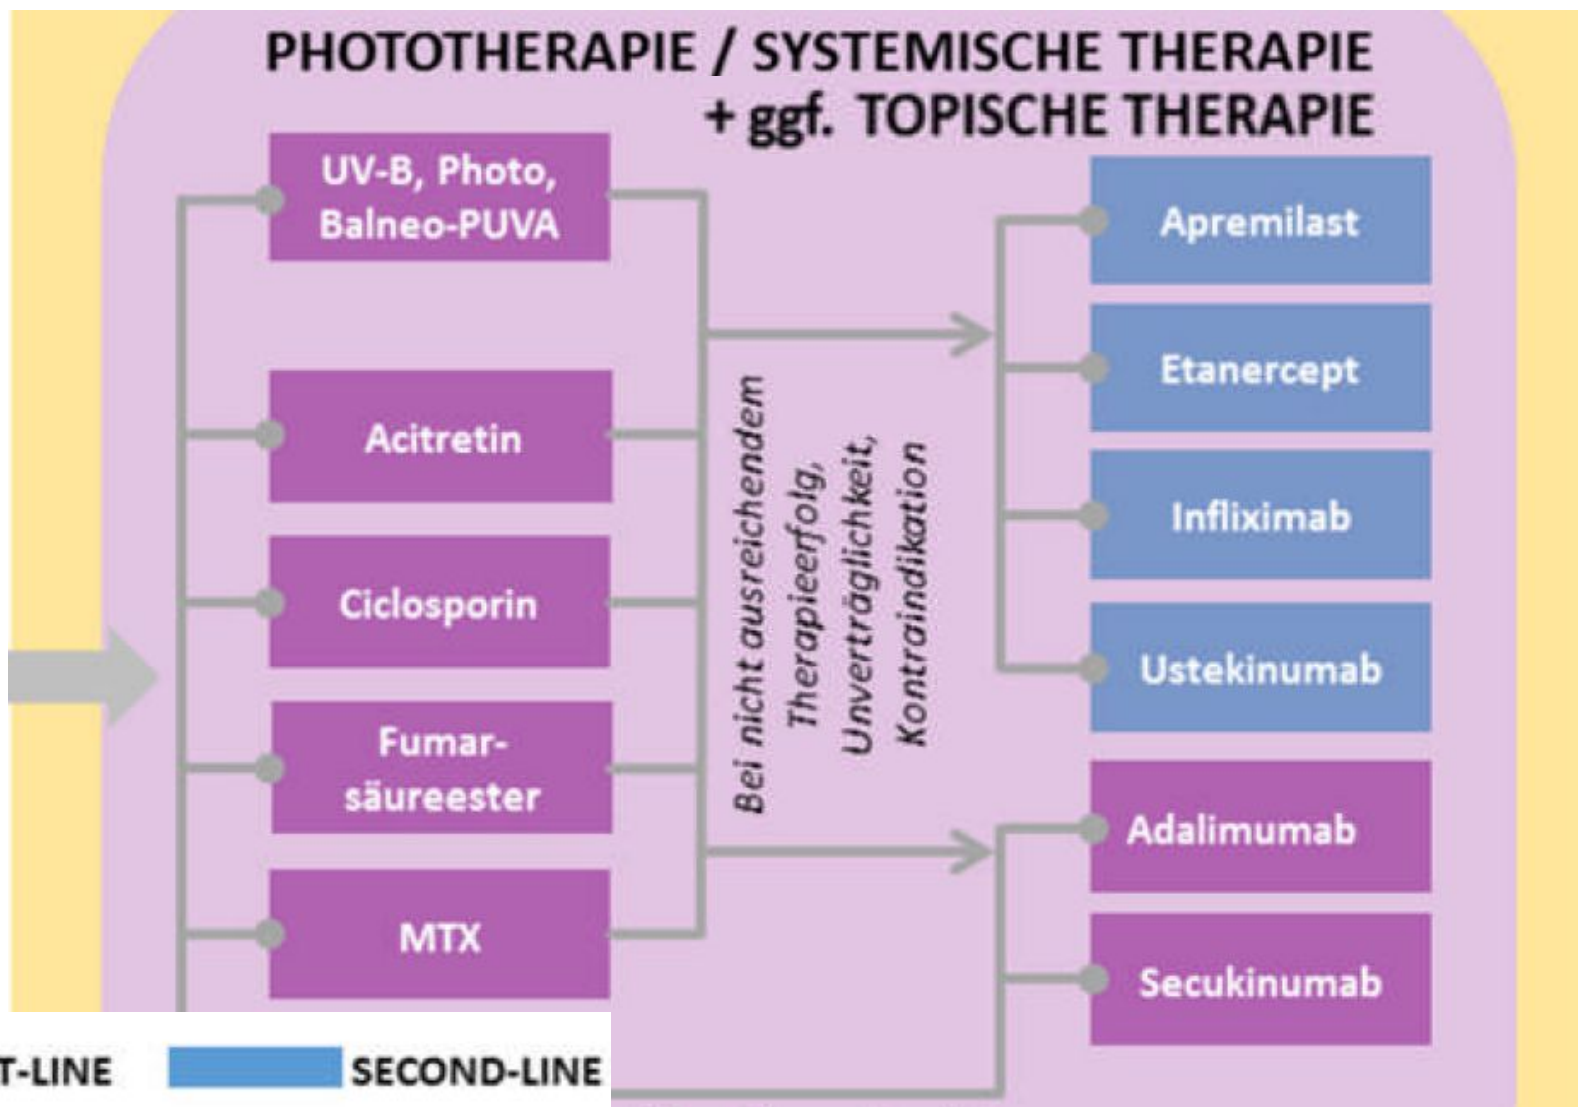 PHOTOTHERAPIE / SYSTEMISCHE THERAPIE
+ ggf. TOPISCHE THERAPIE
UV-B, Photo,
Balneo-PUVA
Acitretin
Ciclosporin
Fumar-
säureester
MTX
Bei nicht ausreichendem
Therapieerfolg,
Unverträglichkeit,
Kontraindikation
Apremilast
Etanercept
Infliximab
Ustekinumab
Adalimumab
Secukinumab
T-LINE
SECOND-LINE